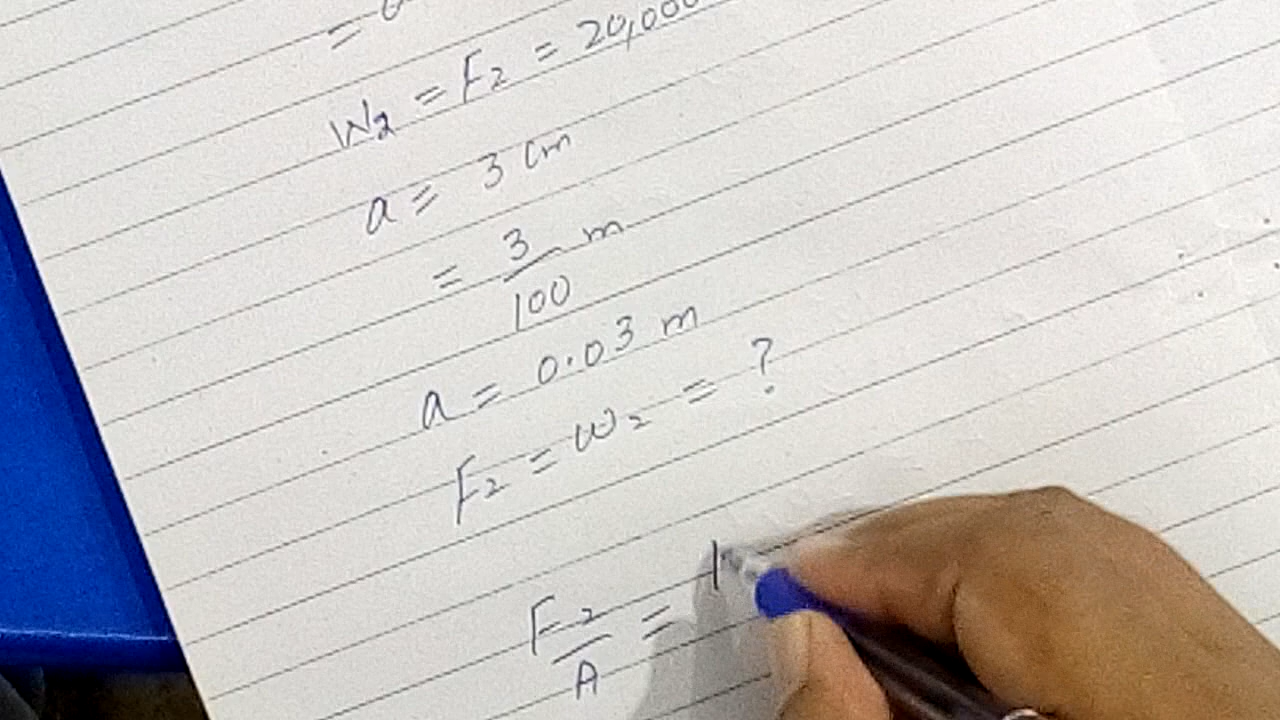 =
W₂ = F₂ = 20,000
a = 3 cm
= 3/100 m
a = 0.03 m
F₂ = W₂ = ?
F₂/A =